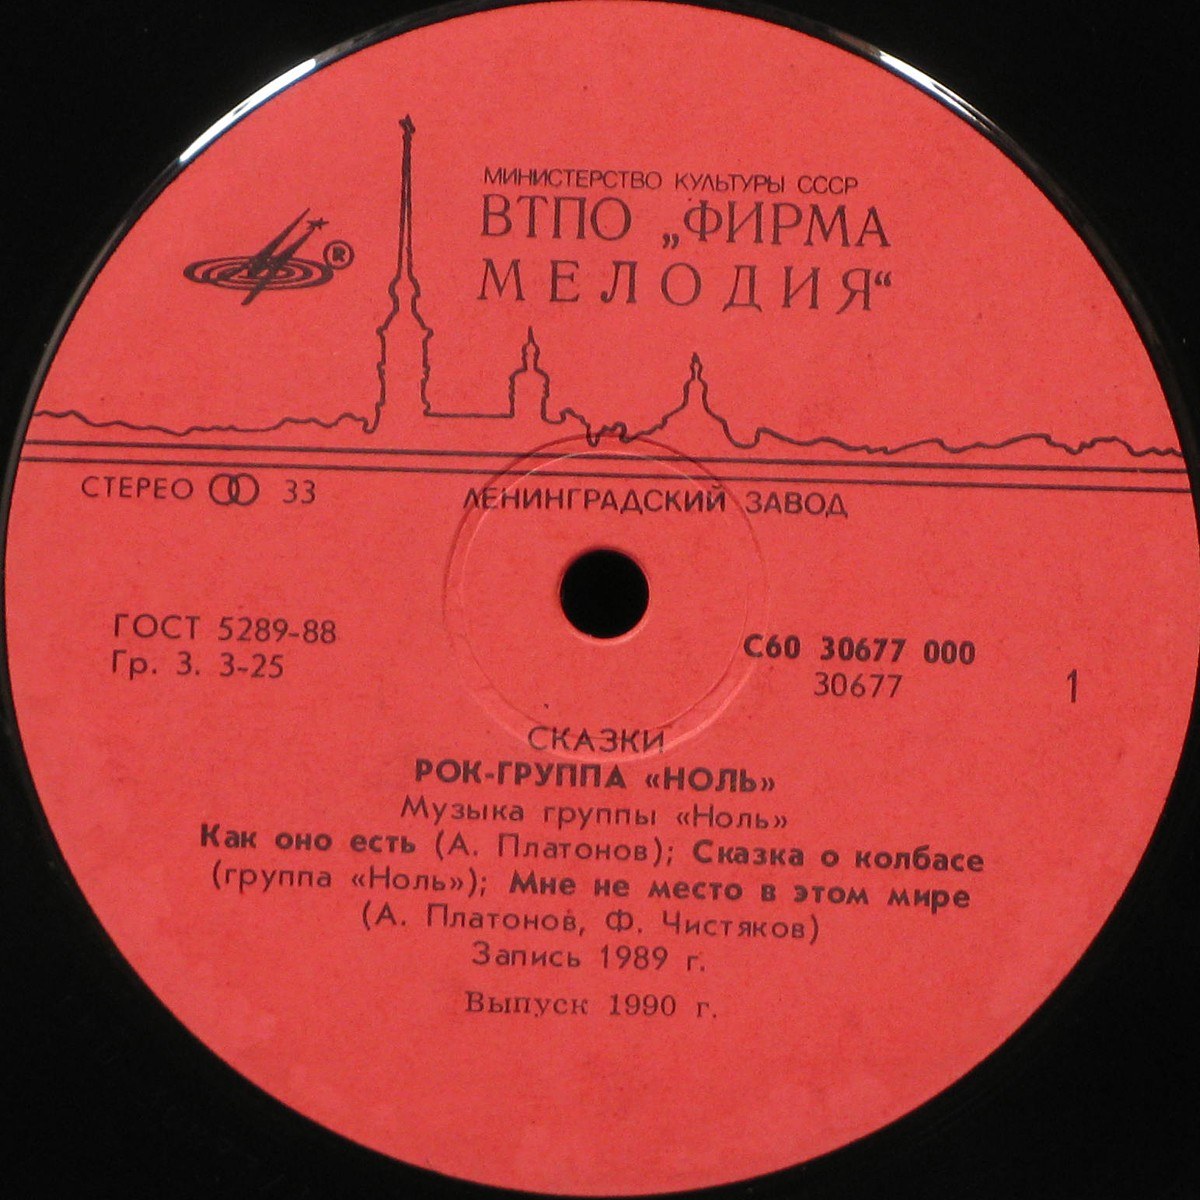 МИНИСТЕРСТВО КУЛЬТУРЫ СССР
ВТПО „ФИРМА
МЕЛОДИЯ“
®
СТЕРЕО 33
ЛЕНИНГРАДСКИЙ ЗАВОД
ГОСТ 5289-88
Гр. 3. 3-25
С60 30677 000
30677
1
СКАЗКИ
РОК-ГРУППА «НОЛЬ»
Музыка группы «Ноль»
Как оно есть (А. Платонов); Сказка о колбасе
(группа «Ноль»); Мне не место в этом мире
(А. Платонов, Ф. Чистяков)
Запись 1989 г.
Выпуск 1990 г.